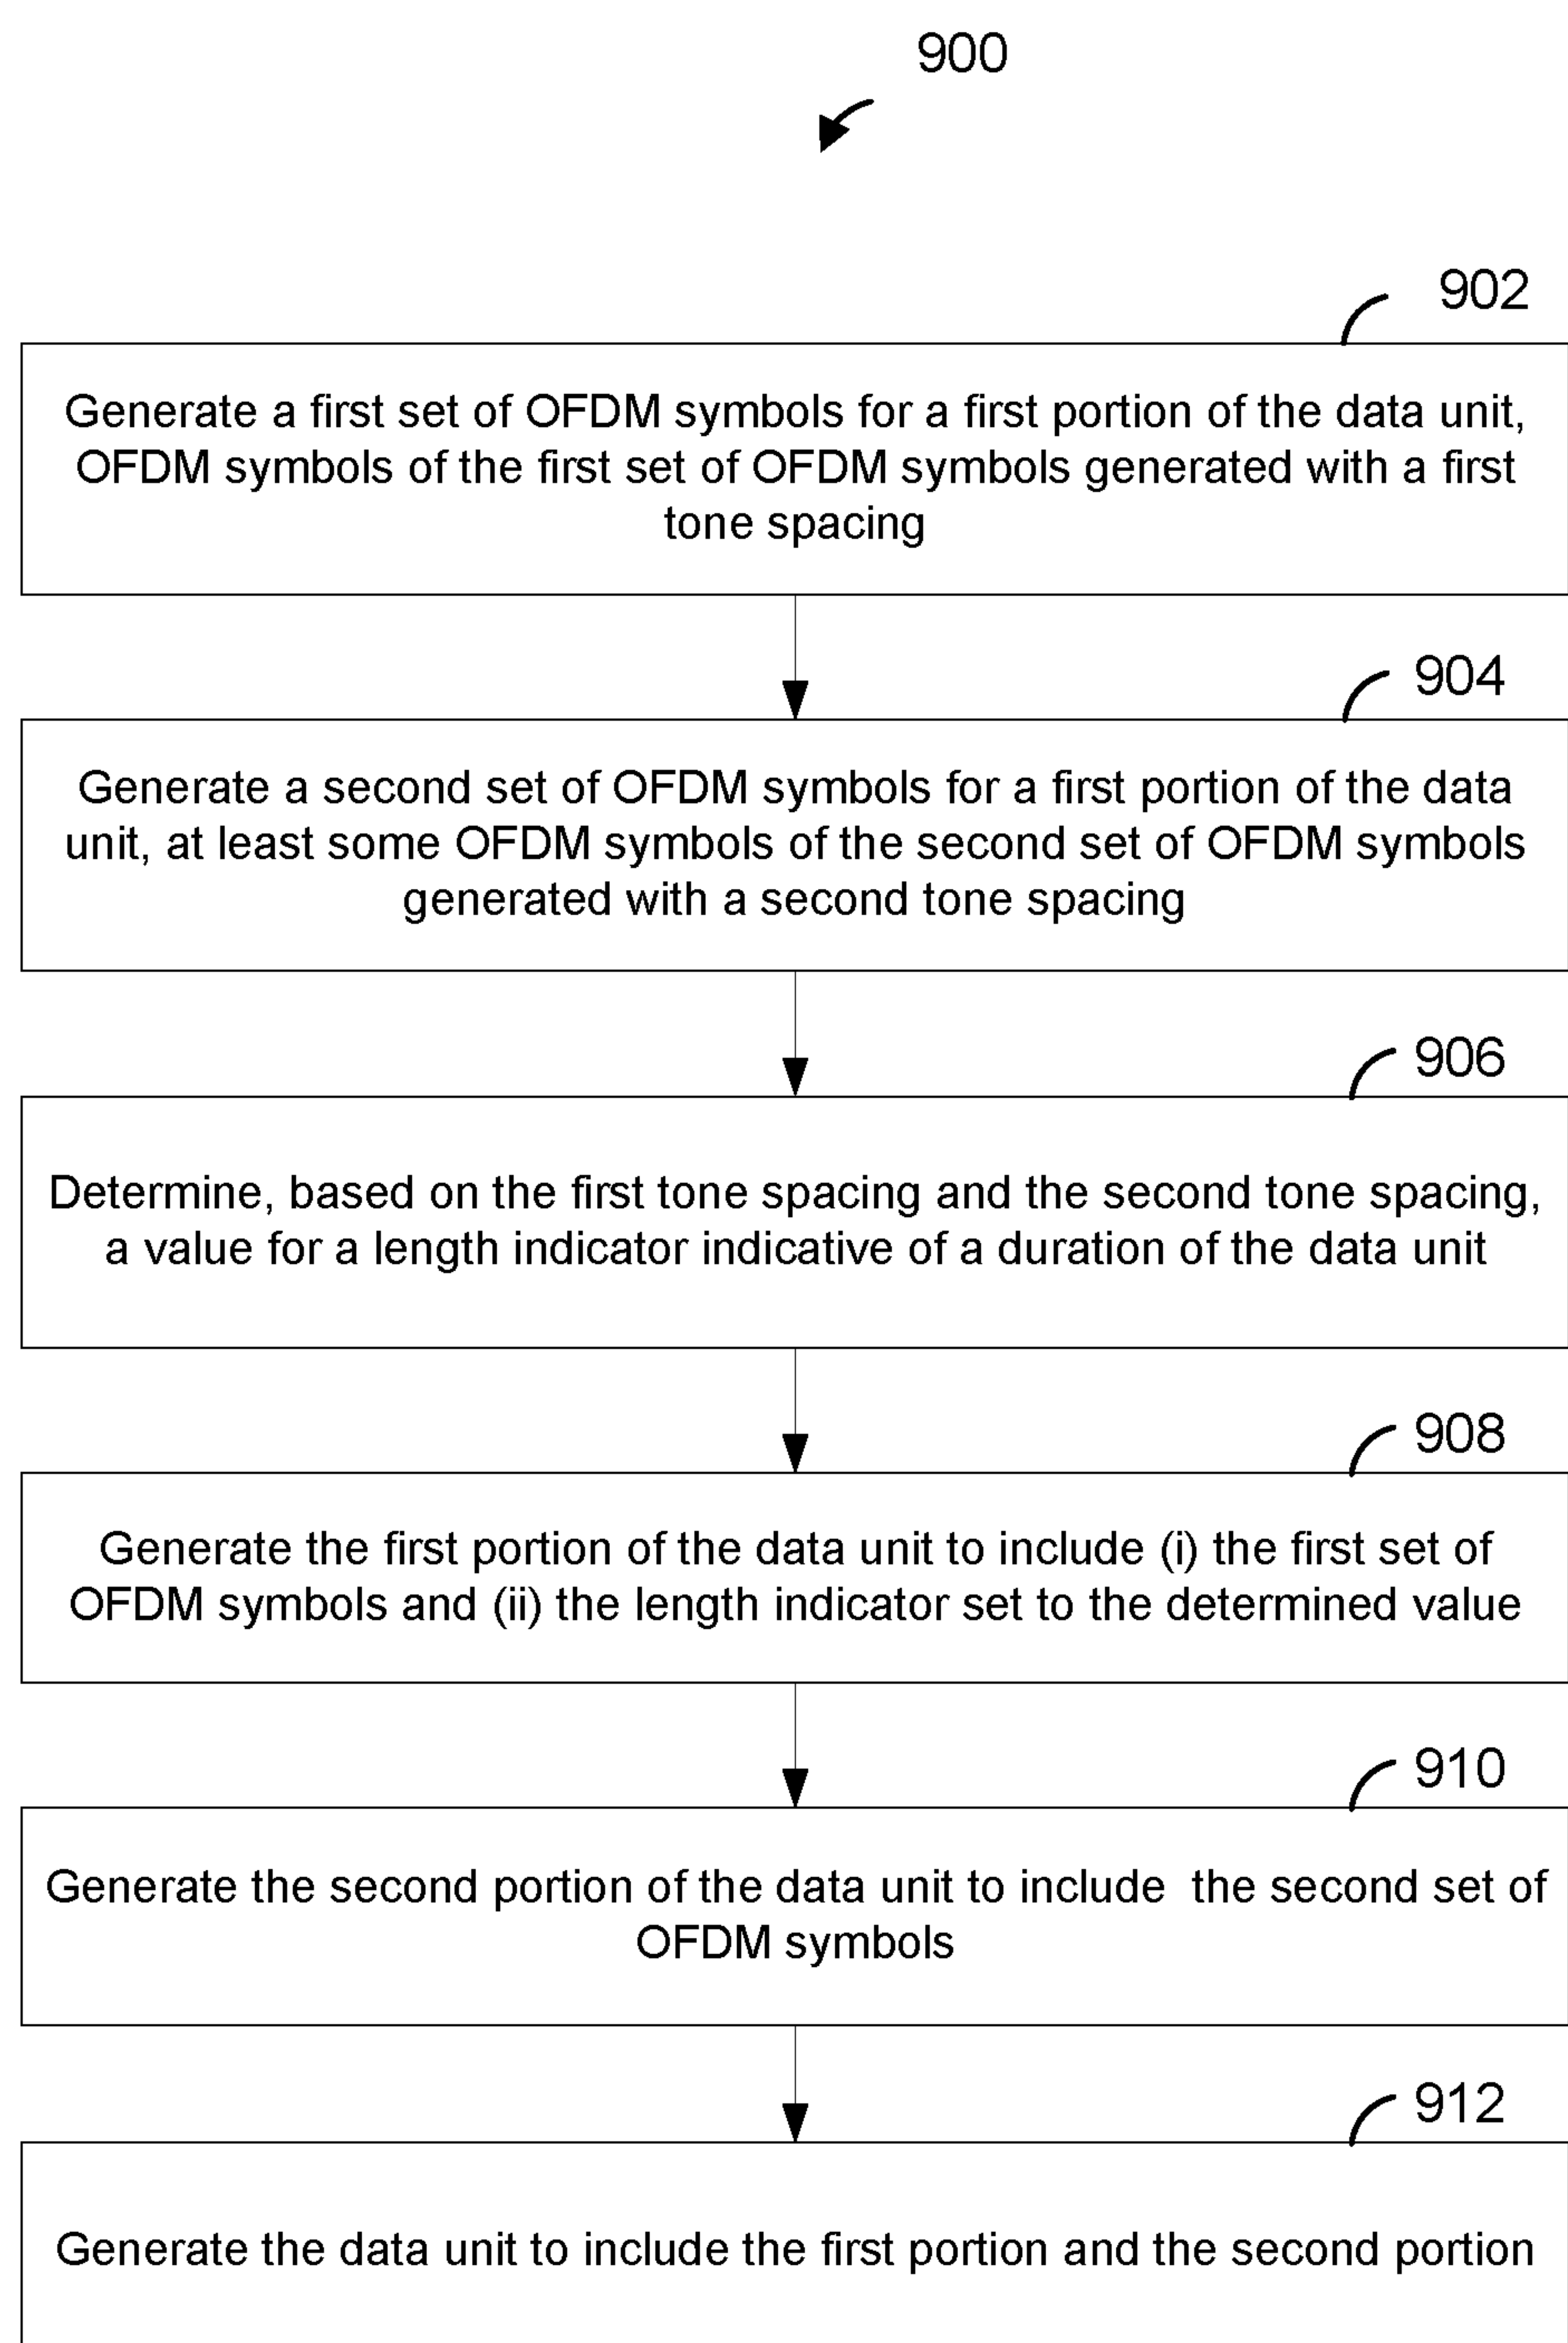 900
902
Generate a first set of OFDM symbols for a first portion of the data unit,
OFDM symbols of the first set of OFDM symbols generated with a first
tone spacing
904
Generate a second set of OFDM symbols for a first portion of the data
unit, at least some OFDM symbols of the second set of OFDM symbols
generated with a second tone spacing
906
Determine, based on the first tone spacing and the second tone spacing,
a value for a length indicator indicative of a duration of the data unit
908
Generate the first portion of the data unit to include (i) the first set of
OFDM symbols and (ii) the length indicator set to the determined value
910
Generate the second portion of the data unit to include  the second set of
OFDM symbols
912
Generate the data unit to include the first portion and the second portion